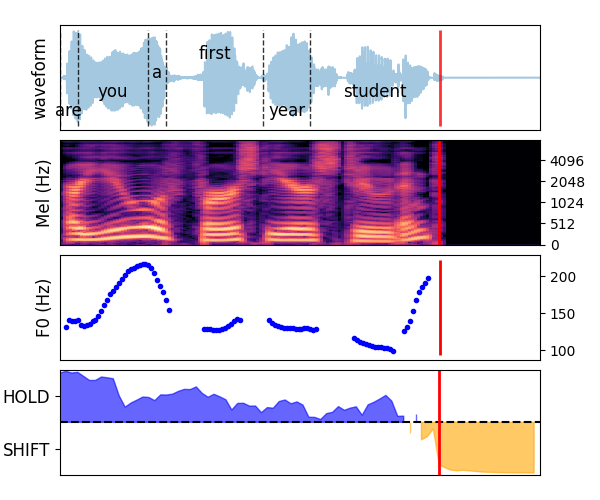 waveform
are
you
a
first
year
student
Mel (Hz)
4096
2048
1024
512
0
F0 (Hz)
200
150
100
HOLD
SHIFT